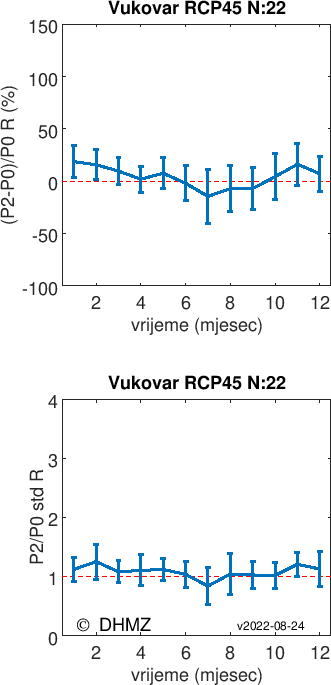 Vukovar RCP45 N:22
150
100
50
0
-50
-100
(P2-P0)/P0 R (%)
2 4 6 8 10 12
vrijeme (mjesec)
Vukovar RCP45 N:22
4
3
2
1
0
P2/P0 std R
© DHMZ v2022-08-24
2 4 6 8 10 12
vrijeme (mjesec)